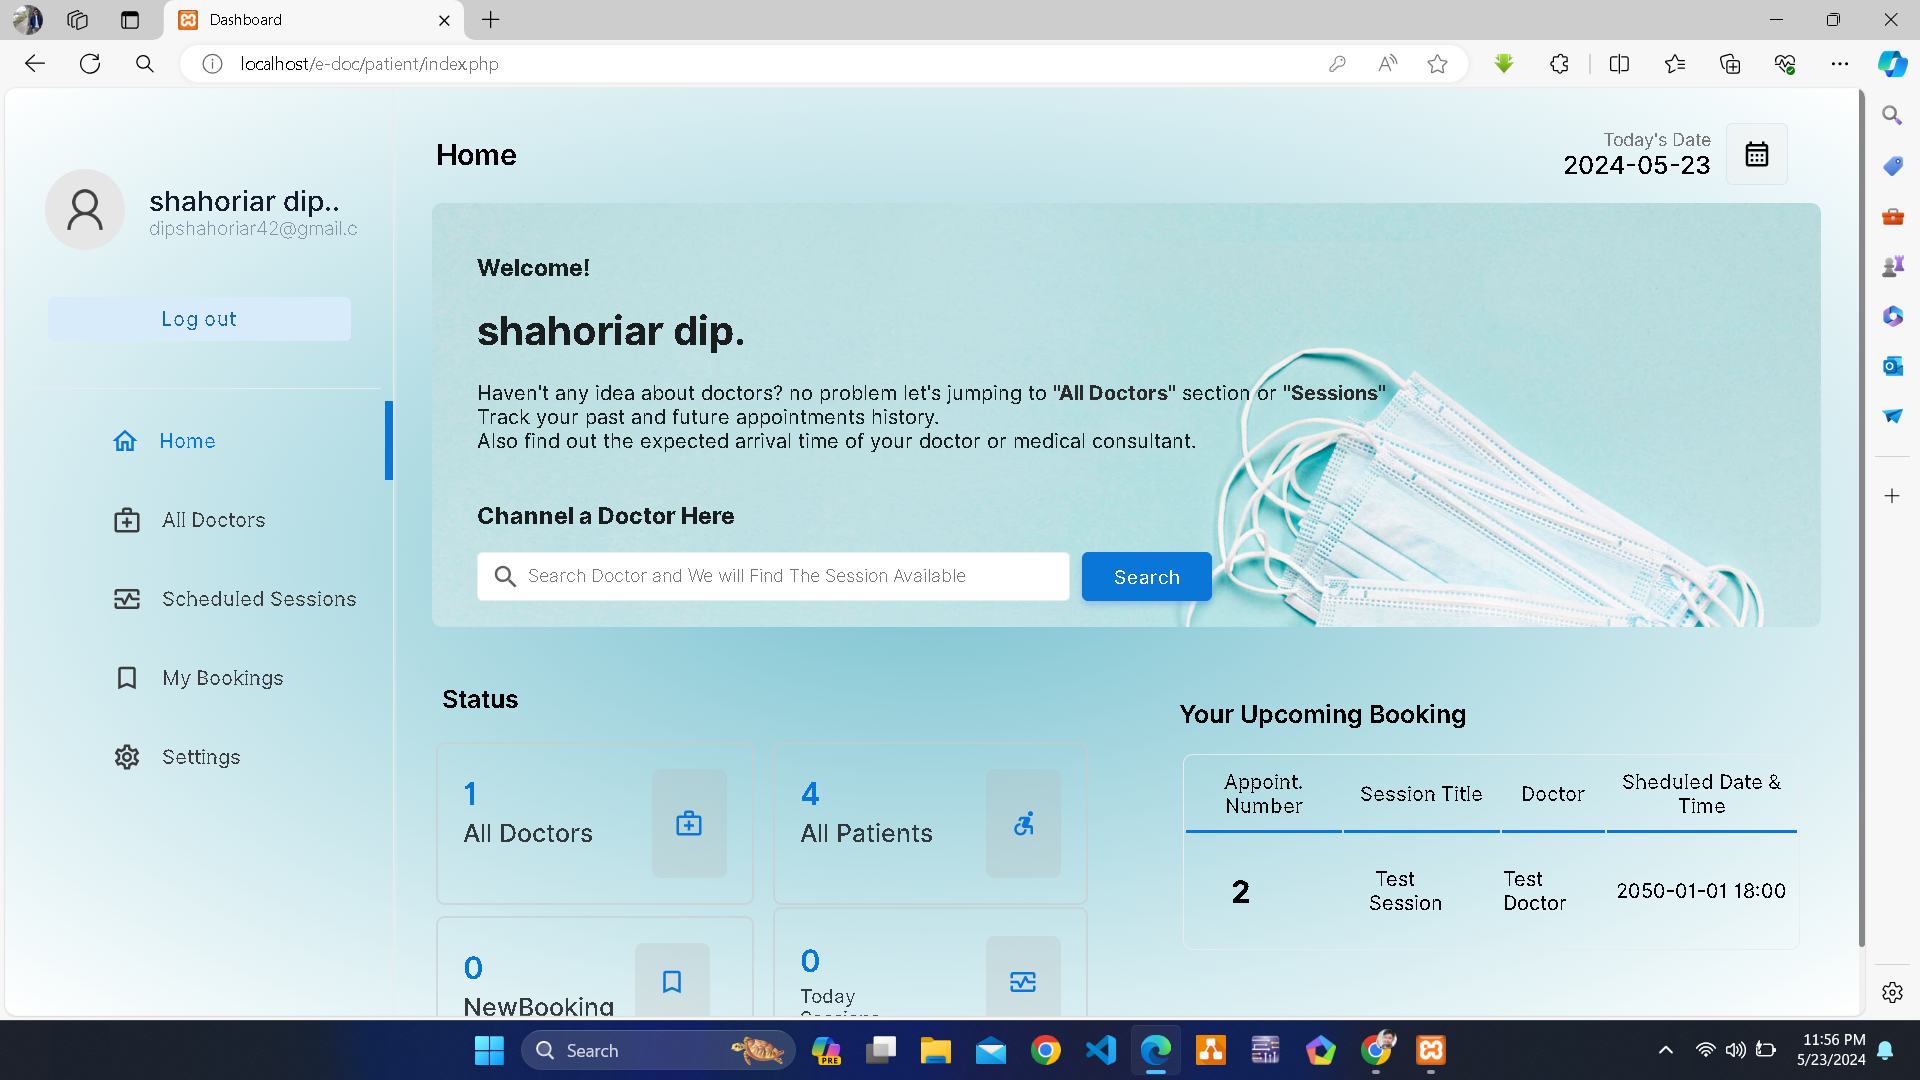 Dashboard
localhost/e-doc/patient/index.php
shahoriar dip..
dipshahoriar42@gmail.c
Log out
Home
All Doctors
Scheduled Sessions
My Bookings
Settings
Home
Today's Date
2024-05-23
Welcome!
shahoriar dip.
Haven't any idea about doctors? no problem let's jumping to "All Doctors" section or "Sessions"
Track your past and future appointments history.
Also find out the expected arrival time of your doctor or medical consultant.
Channel a Doctor Here
Search Doctor and We will Find The Session Available
Search
Status
1
All Doctors
4
All Patients
0
NewBooking
0
Today
Sessions
Your Upcoming Booking
Appoint.
Number
Session Title
Doctor
Sheduled Date &
Time
2
Test
Session
Test
Doctor
2050-01-01 18:00
Search
PRE
11:56 PM
5/23/2024